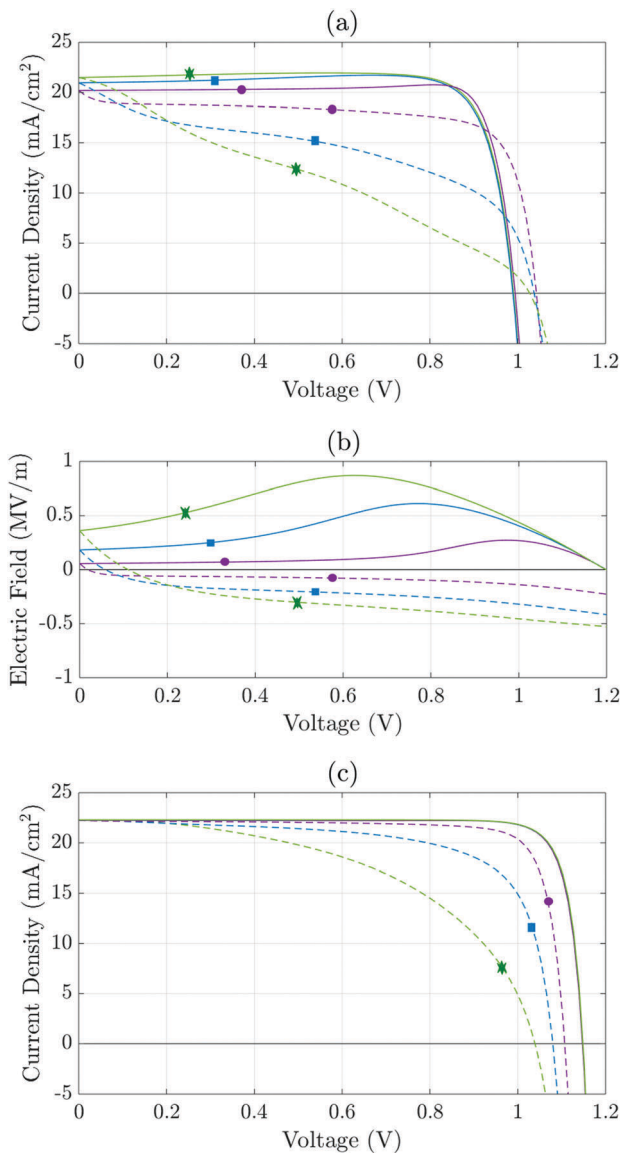 (a)
Current Density (mA/cm²)
25
20
15
10
5
0
-5
0 0.2 0.4 0.6 0.8 1 1.2
Voltage (V)
(b)
Electric Field (MV/m)
1
0.5
0
-0.5
-1
0 0.2 0.4 0.6 0.8 1 1.2
Voltage (V)
(c)
Current Density (mA/cm²)
25
20
15
10
5
0
-5
0 0.2 0.4 0.6 0.8 1 1.2
Voltage (V)